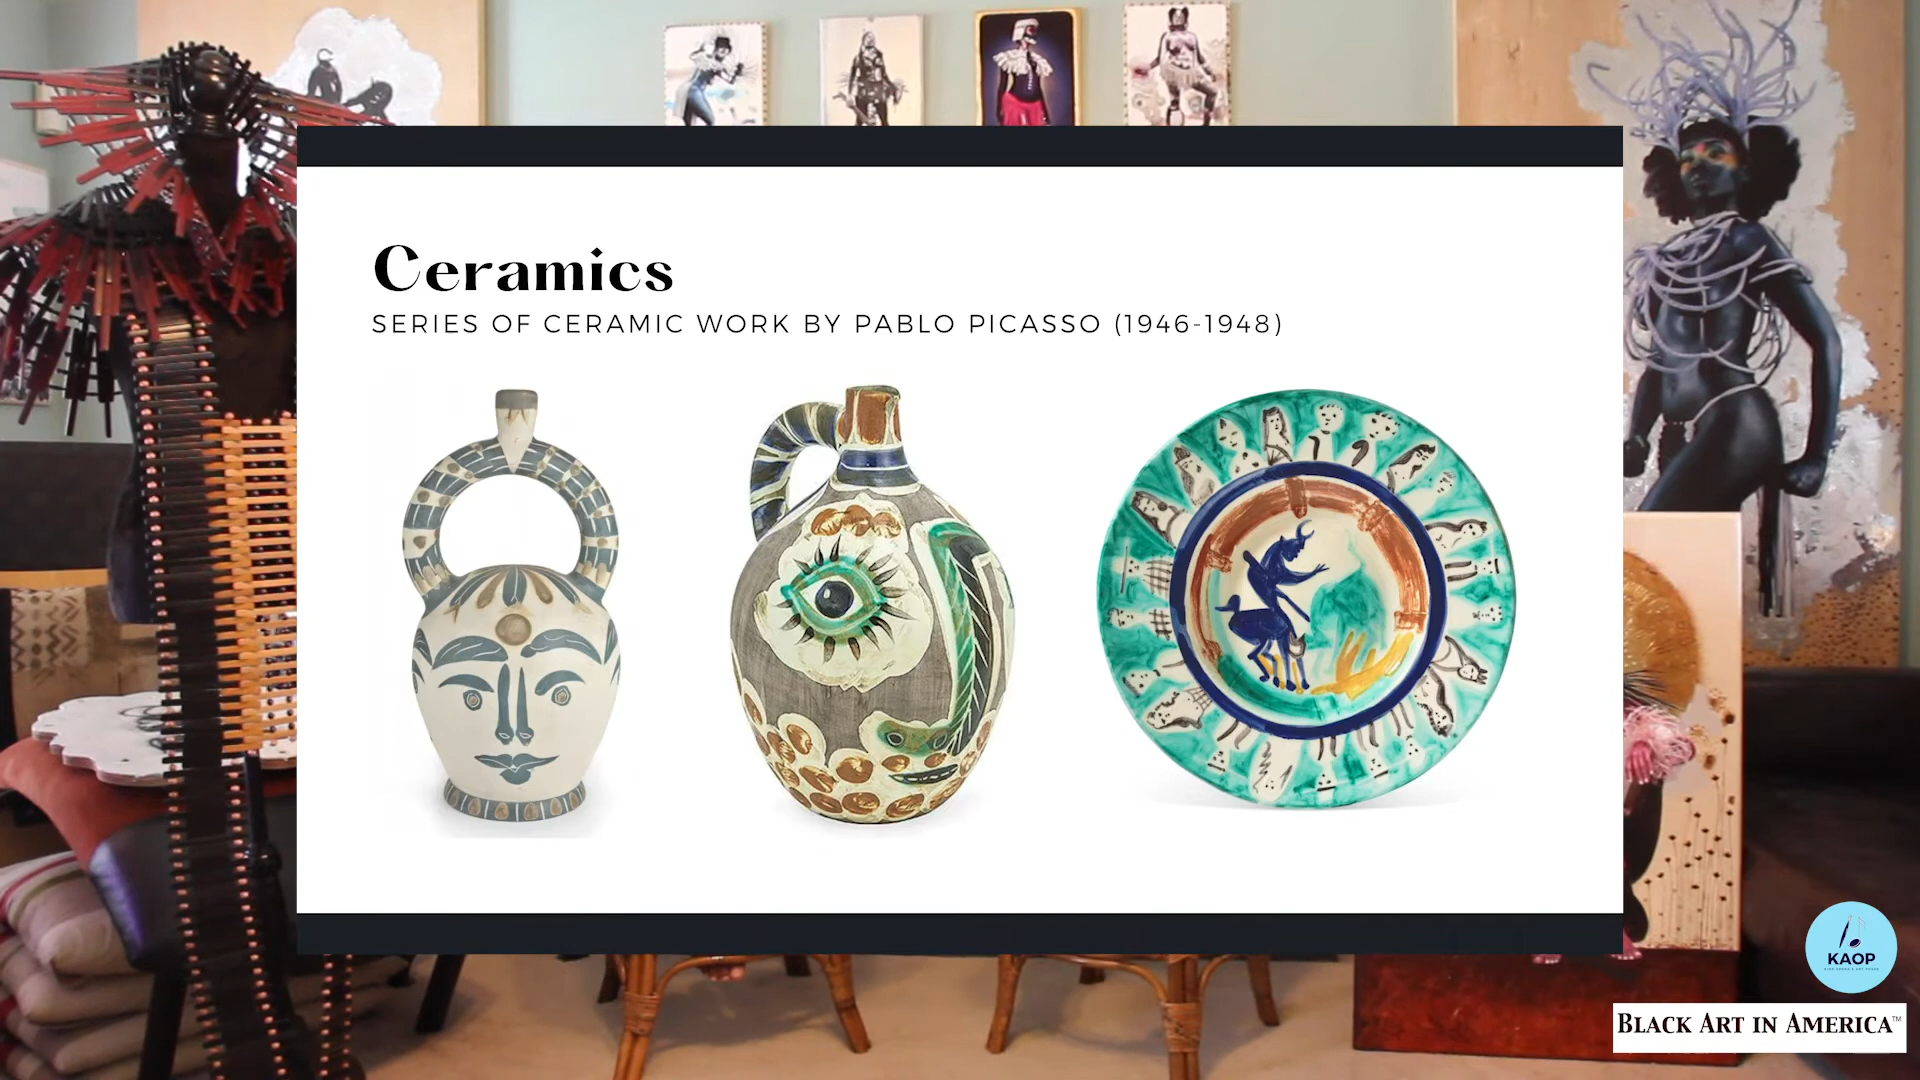 Ceramics
SERIES OF CERAMIC WORK BY PABLO PICASSO (1946-1948)
KAOP
BLACK ART IN AMERICA™